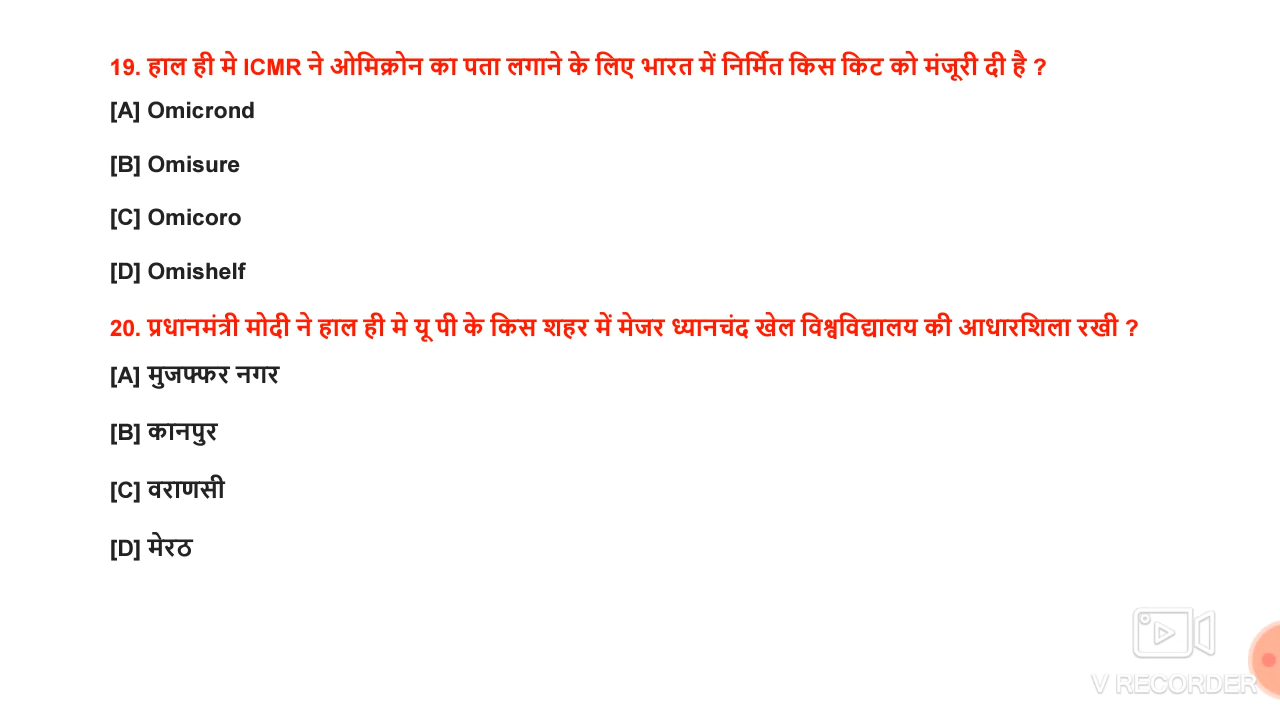 19. हाल ही मे ICMR ने ओमिक्रोन का पता लगाने के लिए भारत में निर्मित किस किट को मंजूरी दी है ?
[A] Omicrond
[B] Omisure
[C] Omicoro
[D] Omishelf
20. प्रधानमंत्री मोदी ने हाल ही मे यू पी के किस शहर में मेजर ध्यानचंद खेल विश्वविद्यालय की आधारशिला रखी ?
[A] मुजफ्फर नगर
[B] कानपुर
[C] वराणसी
[D] मेरठ
V RECORDER